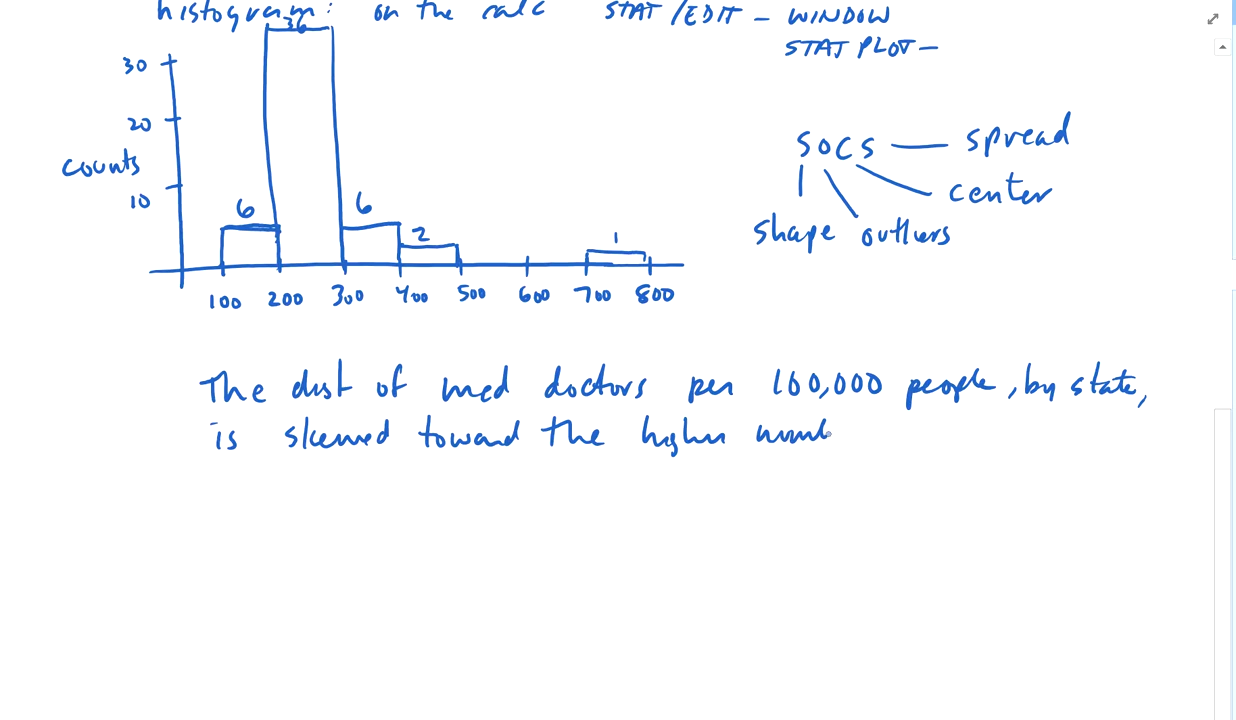 histogram: on the calc STAT/EDIT - WINDOW
STAT PLOT -
36
30
20
counts
10
6
6
2
1
100 200 300 400 500 600 700 800
SOCS
spread
center
shape outliers
The dist of med doctors per 100,000 people, by state,
is skewed toward the higher numb